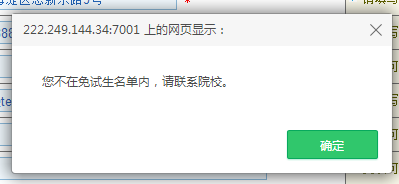 222.249.144.34:7001 上的网页显示：
您不在免试生名单内，请联系院校。
确定